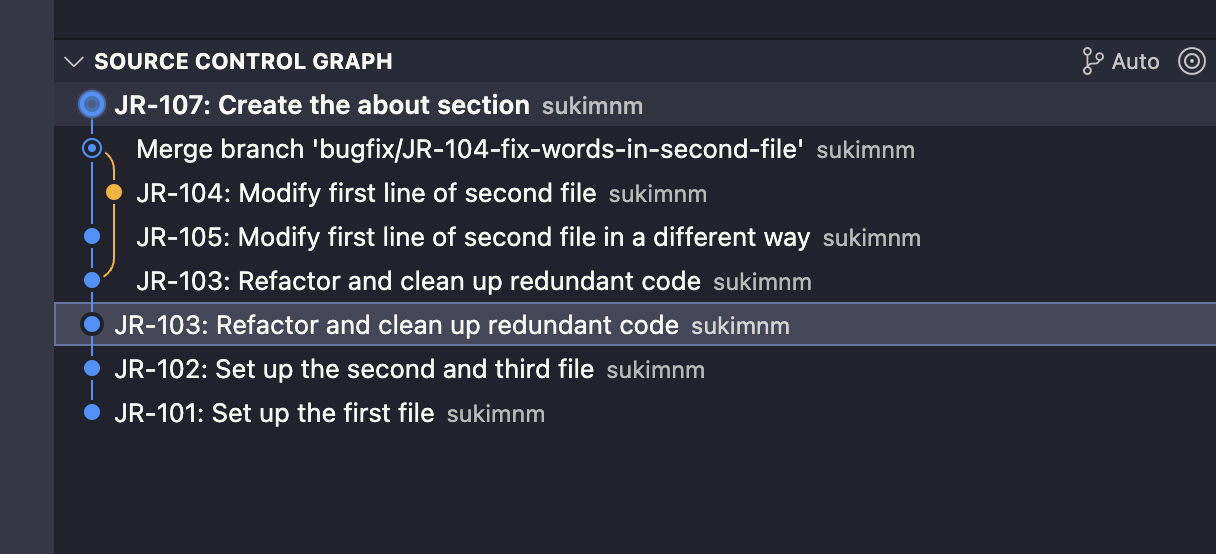 SOURCE CONTROL GRAPH Auto
JR-107: Create the about section sukimnm
Merge branch 'bugfix/JR-104-fix-words-in-second-file' sukimnm
JR-104: Modify first line of second file sukimnm
JR-105: Modify first line of second file in a different way sukimnm
JR-103: Refactor and clean up redundant code sukimnm
JR-103: Refactor and clean up redundant code sukimnm
JR-102: Set up the second and third file sukimnm
JR-101: Set up the first file sukimnm